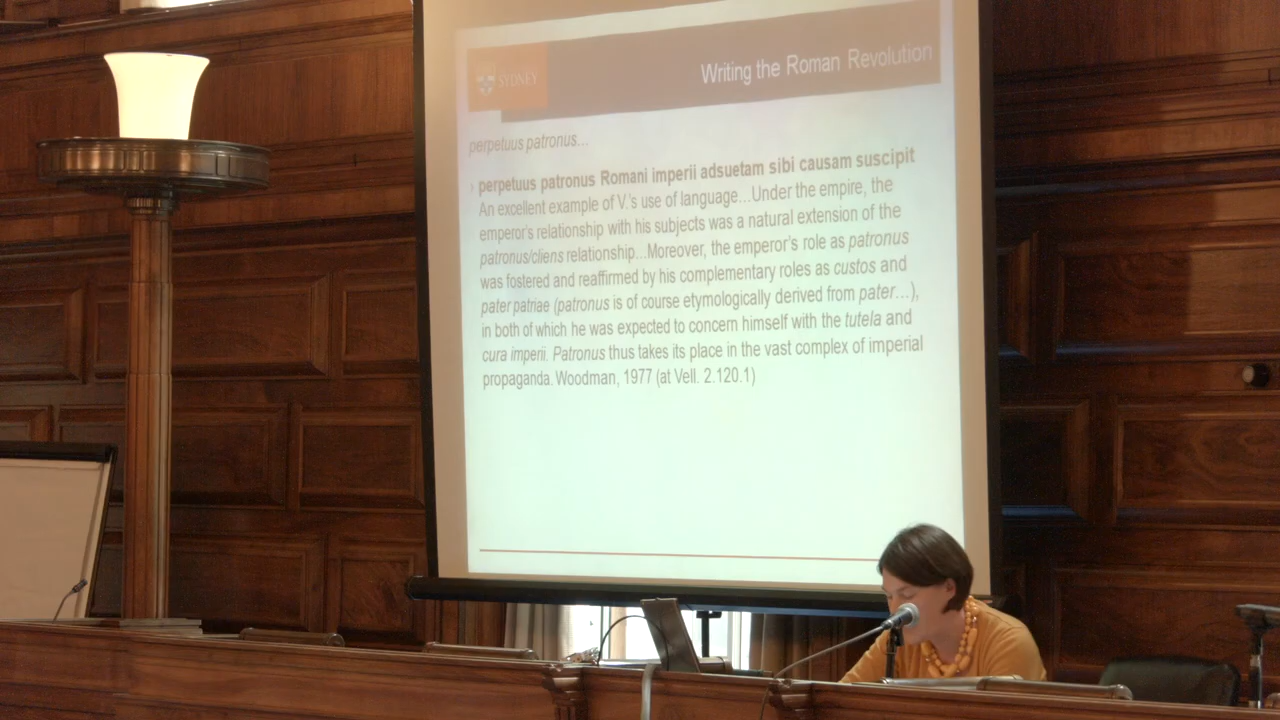 SYDNEY
Writing the Roman Revolution
perpetuus patronus...
› perpetuus patronus Romani imperii adsuetam sibi causam suscipit
An excellent example of V.'s use of language...Under the empire, the
emperor's relationship with his subjects was a natural extension of the
patronus/cliens relationship...Moreover, the emperor's role as patronus
was fostered and reaffirmed by his complementary roles as custos and
pater patriae (patronus is of course etymologically derived from pater...),
in both of which he was expected to concern himself with the tutela and
cura imperii. Patronus thus takes its place in the vast complex of imperial
propaganda. Woodman, 1977 (at Vell. 2.120.1)